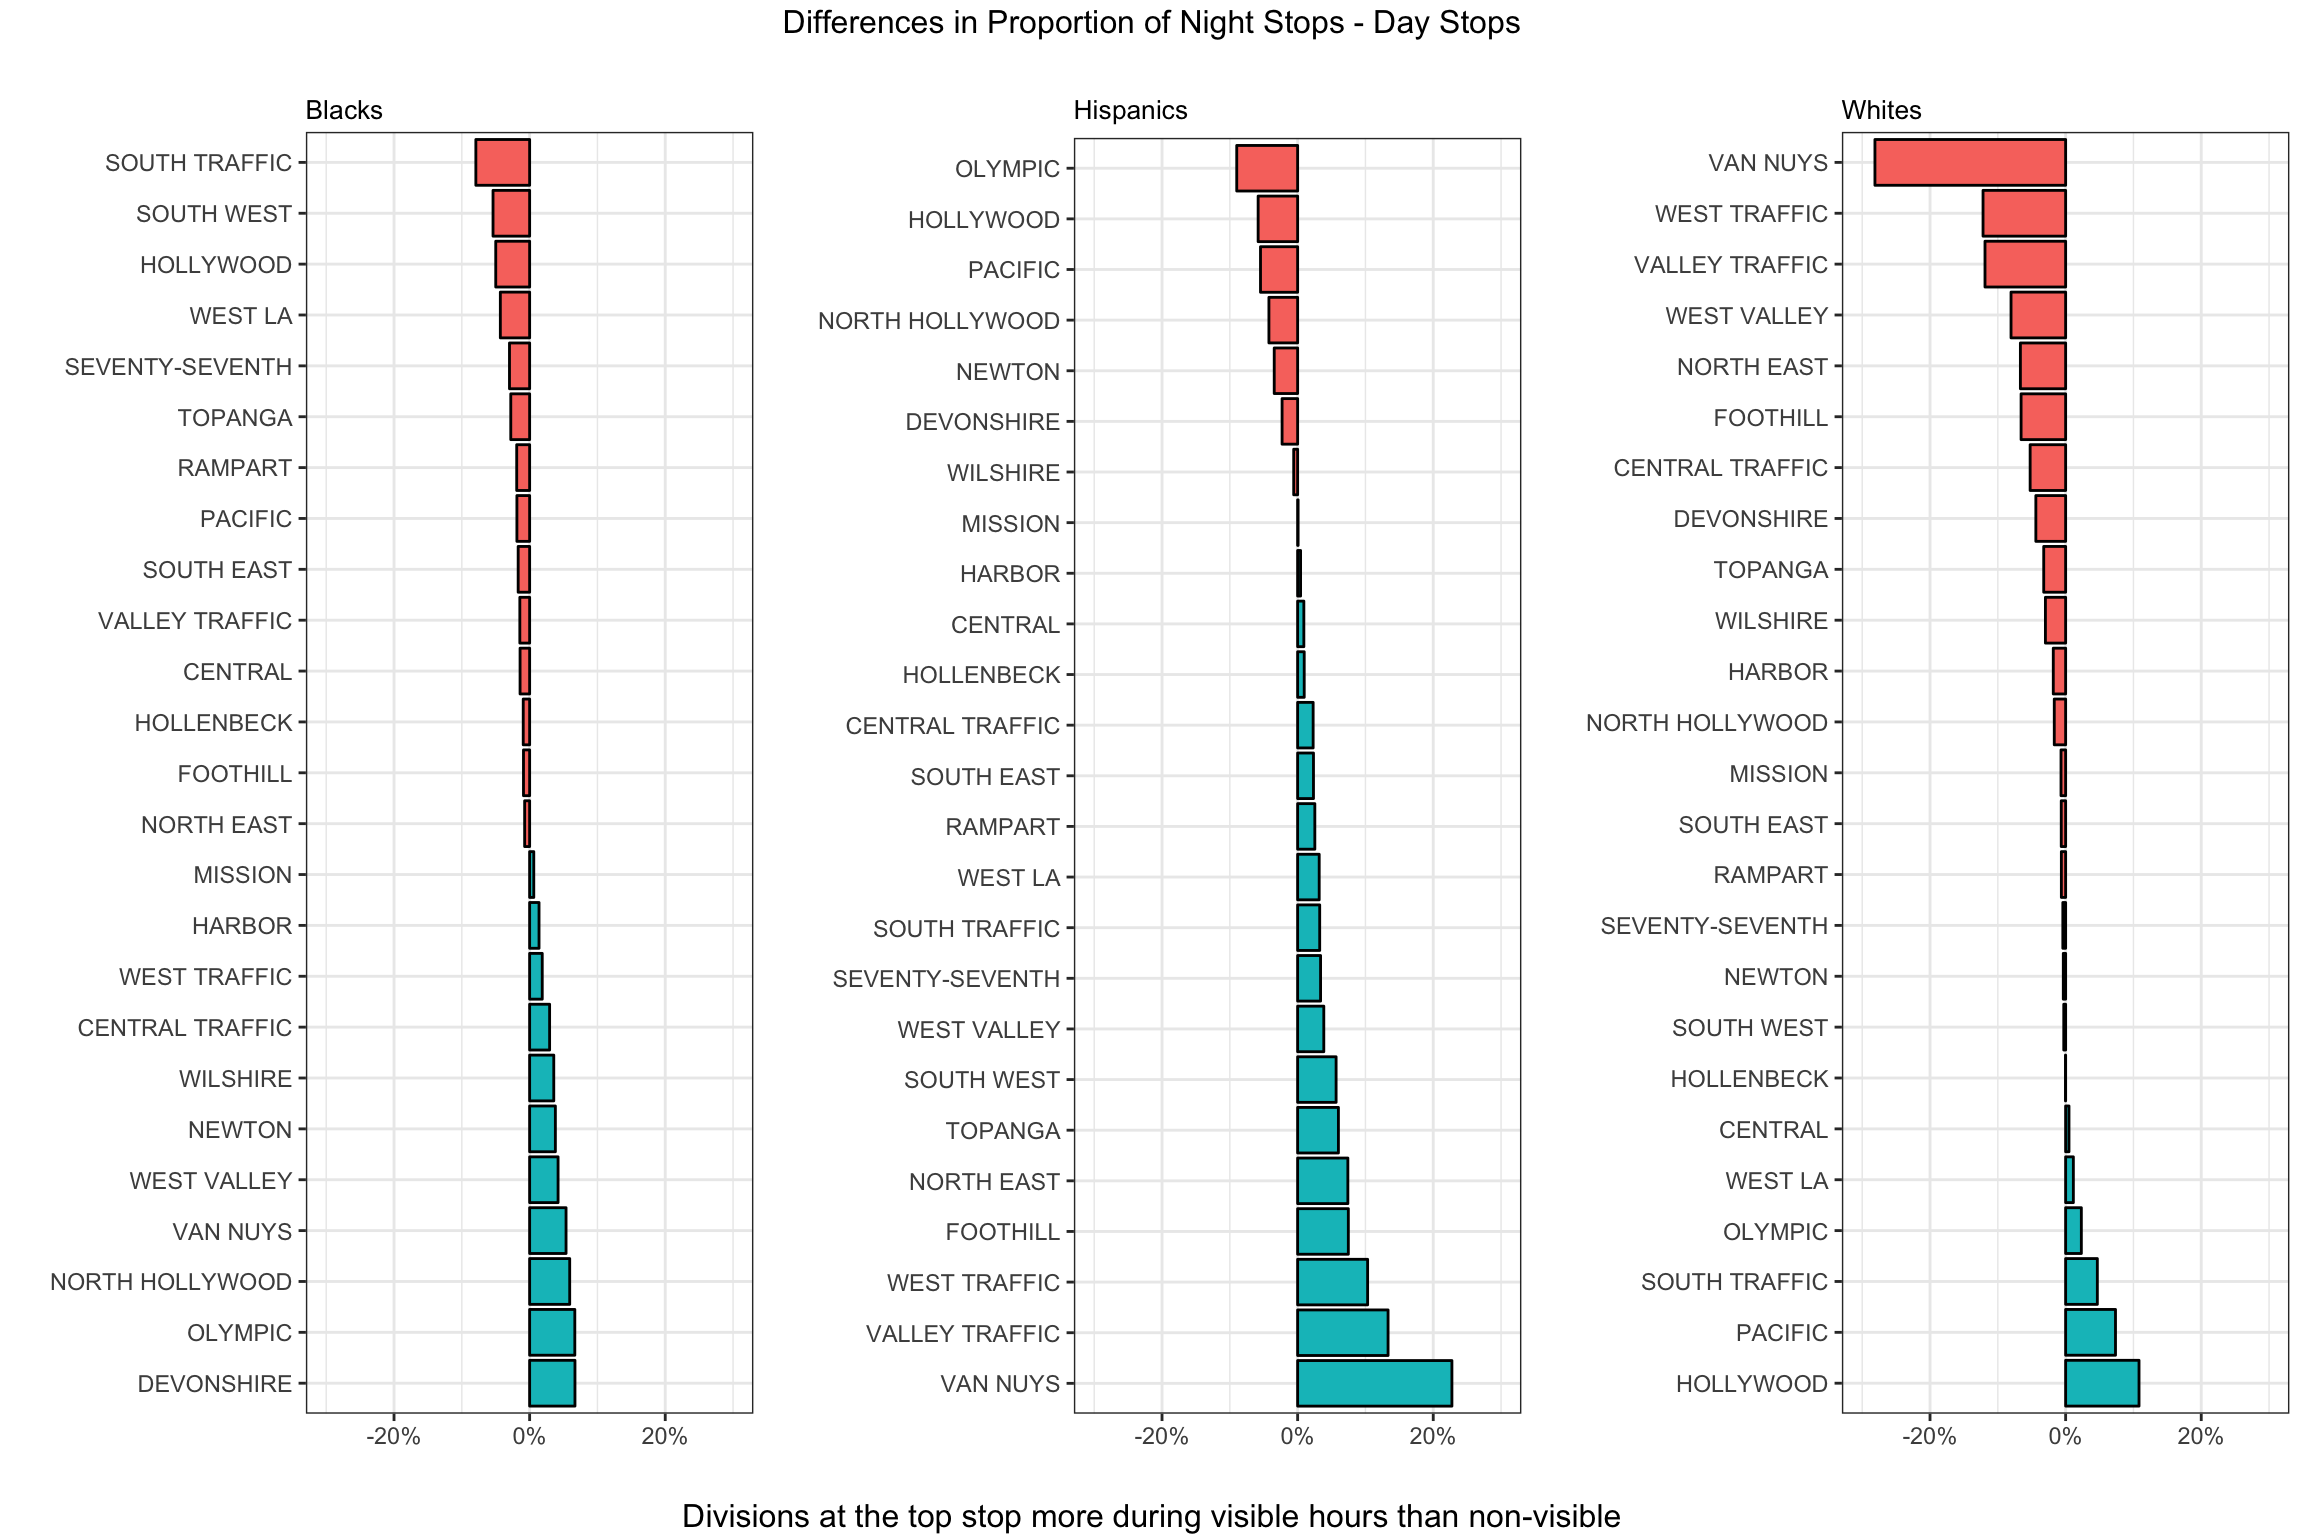 Differences in Proportion of Night Stops - Day Stops
Blacks
SOUTH TRAFFIC
SOUTH WEST
HOLLYWOOD
WEST LA
SEVENTY-SEVENTH
TOPANGA
RAMPART
PACIFIC
SOUTH EAST
VALLEY TRAFFIC
CENTRAL
HOLLENBECK
FOOTHILL
NORTH EAST
MISSION
HARBOR
WEST TRAFFIC
CENTRAL TRAFFIC
WILSHIRE
NEWTON
WEST VALLEY
VAN NUYS
NORTH HOLLYWOOD
OLYMPIC
DEVONSHIRE
-20% 0% 20%
Hispanics
OLYMPIC
HOLLYWOOD
PACIFIC
NORTH HOLLYWOOD
NEWTON
DEVONSHIRE
WILSHIRE
MISSION
HARBOR
CENTRAL
HOLLENBECK
CENTRAL TRAFFIC
SOUTH EAST
RAMPART
WEST LA
SOUTH TRAFFIC
SEVENTY-SEVENTH
WEST VALLEY
SOUTH WEST
TOPANGA
NORTH EAST
FOOTHILL
WEST TRAFFIC
VALLEY TRAFFIC
VAN NUYS
-20% 0% 20%
Whites
VAN NUYS
WEST TRAFFIC
VALLEY TRAFFIC
WEST VALLEY
NORTH EAST
FOOTHILL
CENTRAL TRAFFIC
DEVONSHIRE
TOPANGA
WILSHIRE
HARBOR
NORTH HOLLYWOOD
MISSION
SOUTH EAST
RAMPART
SEVENTY-SEVENTH
NEWTON
SOUTH WEST
HOLLENBECK
CENTRAL
WEST LA
OLYMPIC
SOUTH TRAFFIC
PACIFIC
HOLLYWOOD
-20% 0% 20%
Divisions at the top stop more during visible hours than non-visible